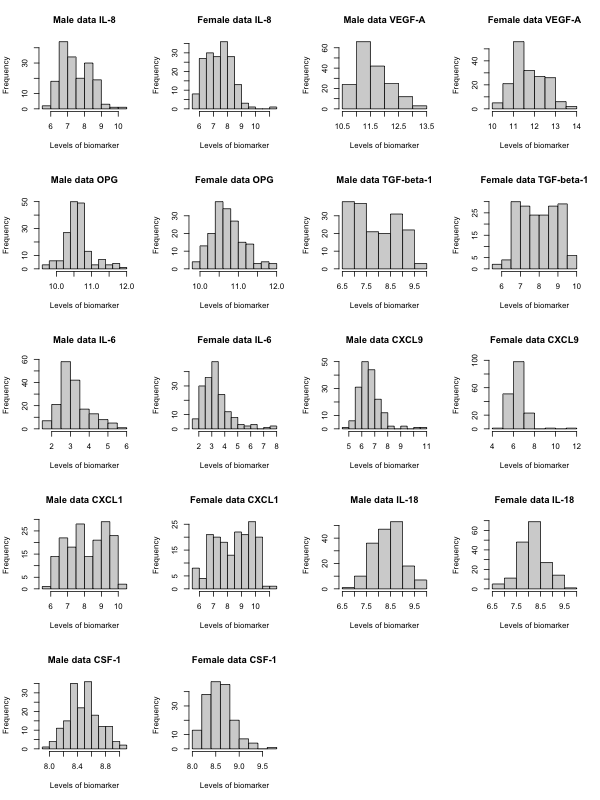 Male data IL-8 Female data IL-8 Male data VEGF-A Female data VEGF-A
Frequency 0 10 30 Frequency 0 5 15 25 35 Frequency 0 20 40 60 Frequency 0 20 40
6 7 8 9 10 6 7 8 9 10 10.5 11.5 12.5 13.5 10 11 12 13 14
Levels of biomarker Levels of biomarker Levels of biomarker Levels of biomarker
Male data OPG Female data OPG Male data TGF-beta-1 Female data TGF-beta-1
Frequency 0 10 30 50 Frequency 0 10 30 Frequency 0 10 20 30 Frequency 0 5 15 25
10.0 11.0 12.0 10.0 11.0 12.0 6.5 7.5 8.5 9.5 6 7 8 9 10
Levels of biomarker Levels of biomarker Levels of biomarker Levels of biomarker
Male data IL-6 Female data IL-6 Male data CXCL9 Female data CXCL9
Frequency 0 20 40 60 Frequency 0 10 30 Frequency 0 10 30 50 Frequency 0 20 60 100
2 3 4 5 6 2 3 4 5 6 7 8 5 6 7 8 9 11 4 6 8 10 12
Levels of biomarker Levels of biomarker Levels of biomarker Levels of biomarker
Male data CXCL1 Female data CXCL1 Male data IL-18 Female data IL-18
Frequency 0 5 15 25 Frequency 0 5 15 25 Frequency 0 20 40 Frequency 0 20 40 60
6 7 8 9 10 6 7 8 9 10 6.5 7.5 8.5 9.5 6.5 7.5 8.5 9.5
Levels of biomarker Levels of biomarker Levels of biomarker Levels of biomarker
Male data CSF-1 Female data CSF-1
Frequency 0 10 30 Frequency 0 10 30
8.0 8.4 8.8 8.0 8.5 9.0 9.5
Levels of biomarker Levels of biomarker